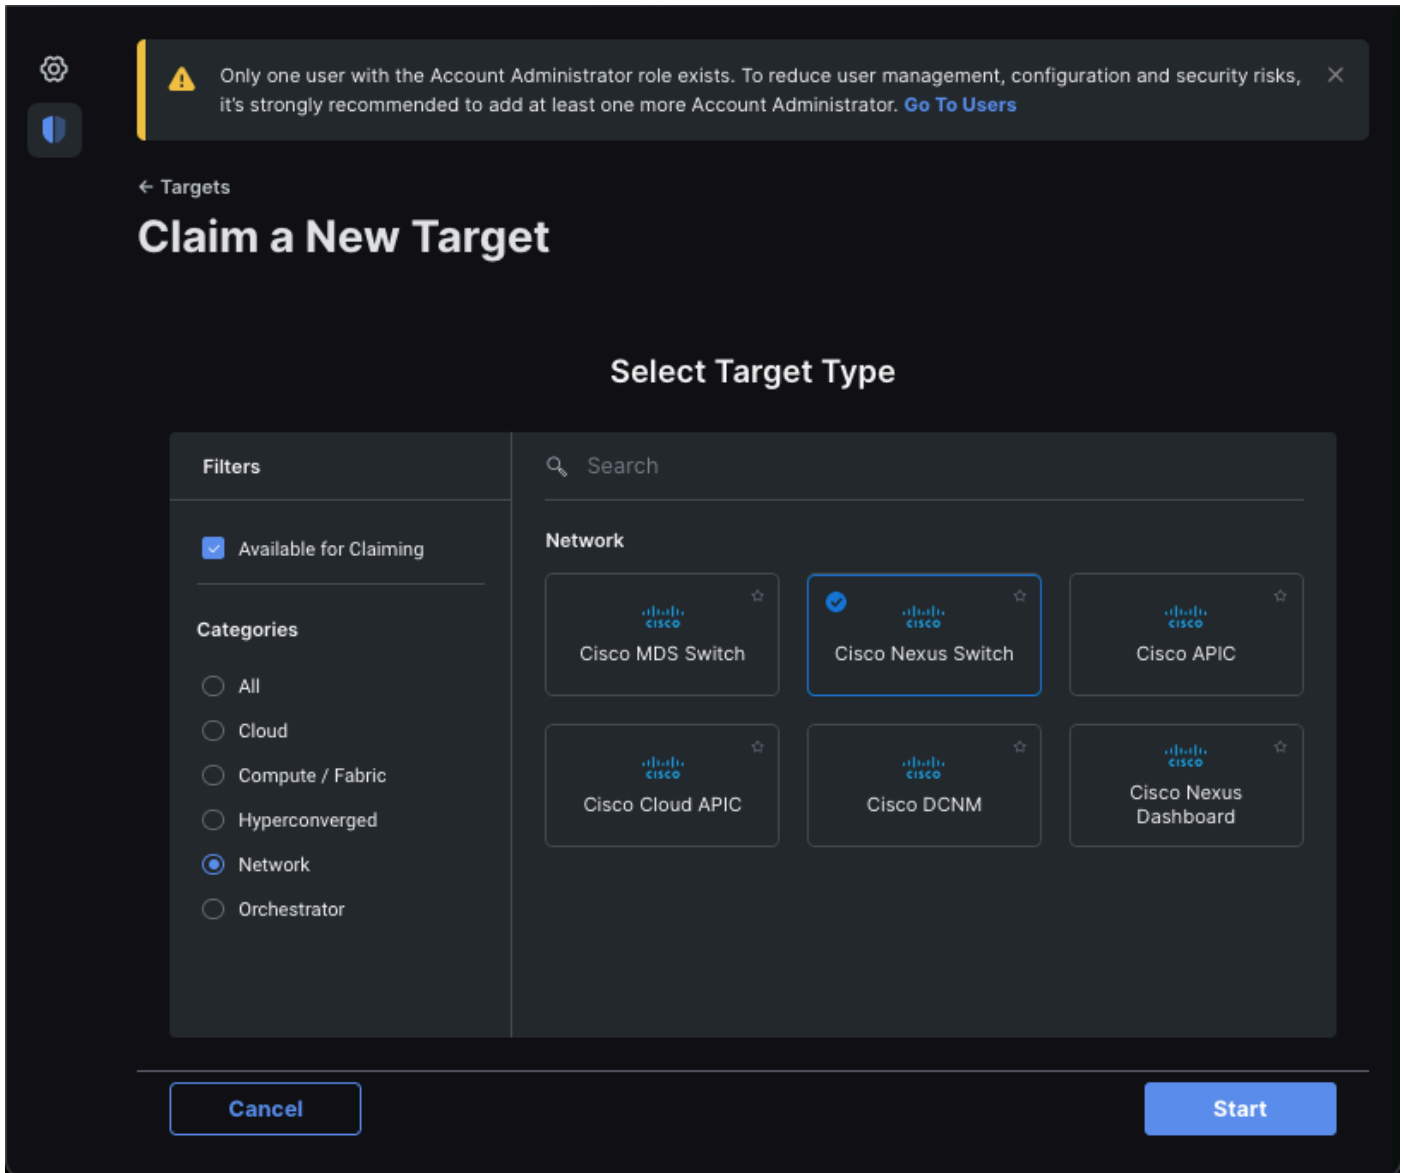 Only one user with the Account Administrator role exists. To reduce user management, configuration and security risks,
it's strongly recommended to add at least one more Account Administrator. Go To Users
← Targets
Claim a New Target
Select Target Type
Filters
Available for Claiming
Categories
All
Cloud
Compute / Fabric
Hyperconverged
Network
Orchestrator
Search
Network
CISCO
Cisco MDS Switch
CISCO
Cisco Nexus Switch
CISCO
Cisco APIC
CISCO
Cisco Cloud APIC
CISCO
Cisco DCNM
CISCO
Cisco Nexus
Dashboard
Cancel
Start